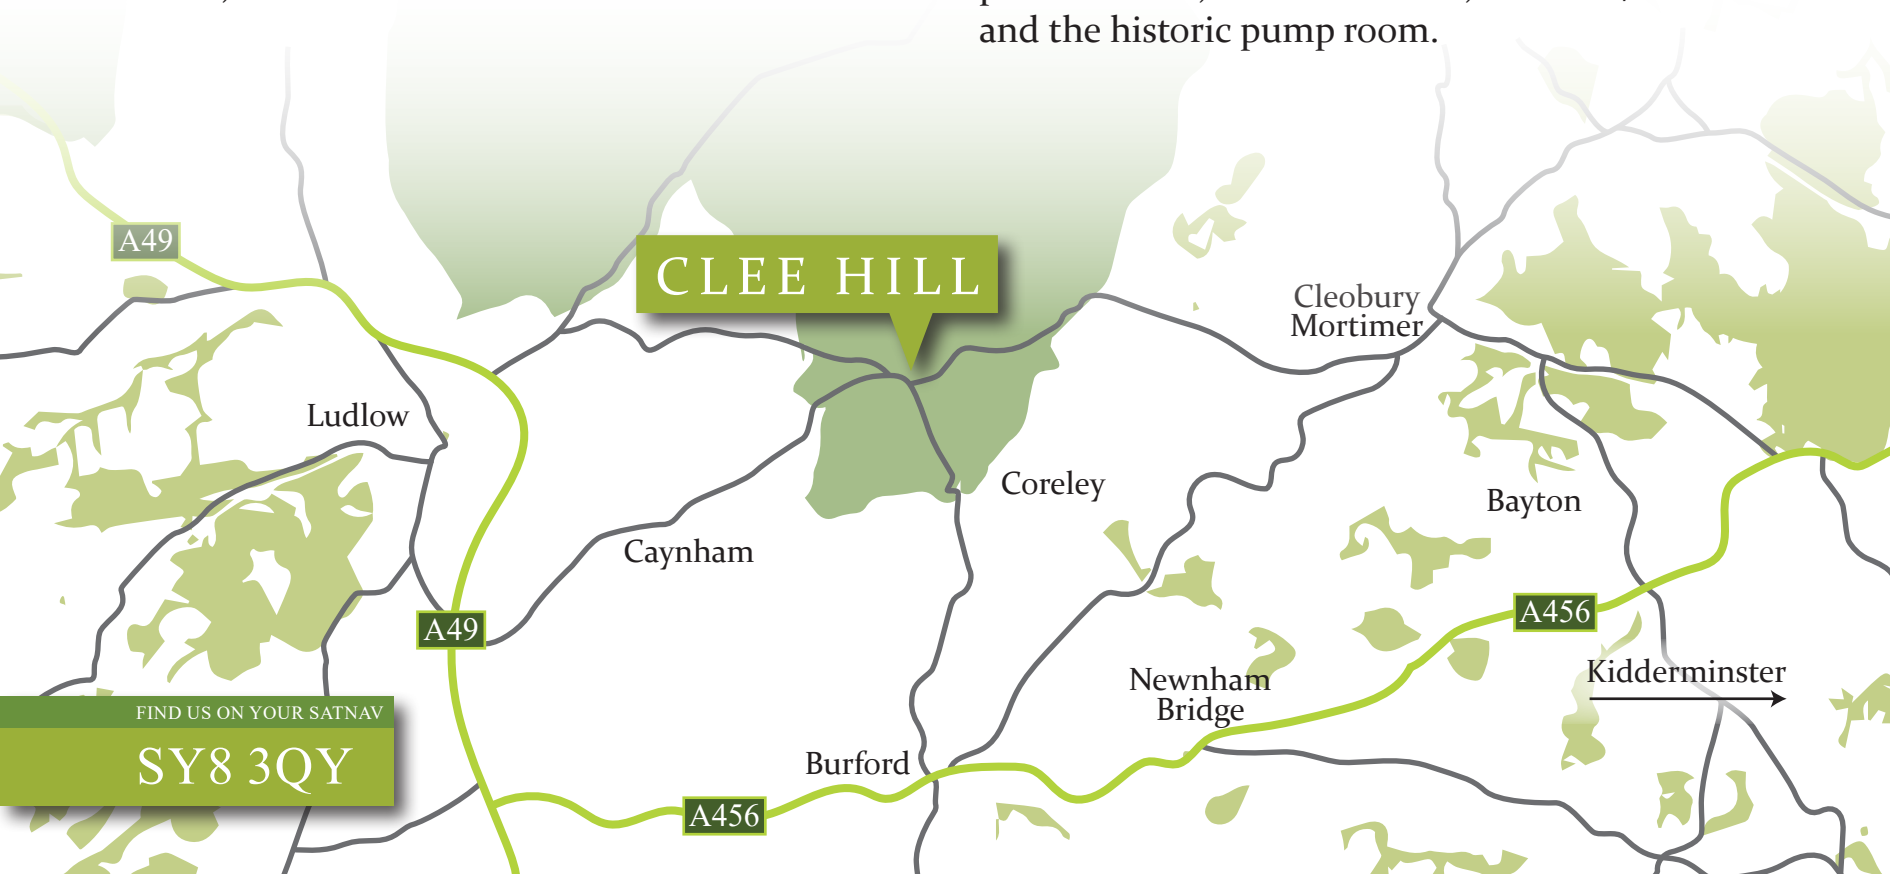 and the historic pump room.
A49
CLEE HILL
Cleobury
Mortimer
Ludlow
Coreley
Bayton
Caynham
A49
A456
Kidderminster
Newnham
Bridge
FIND US ON YOUR SATNAV
SY8 3QY
Burford
A456